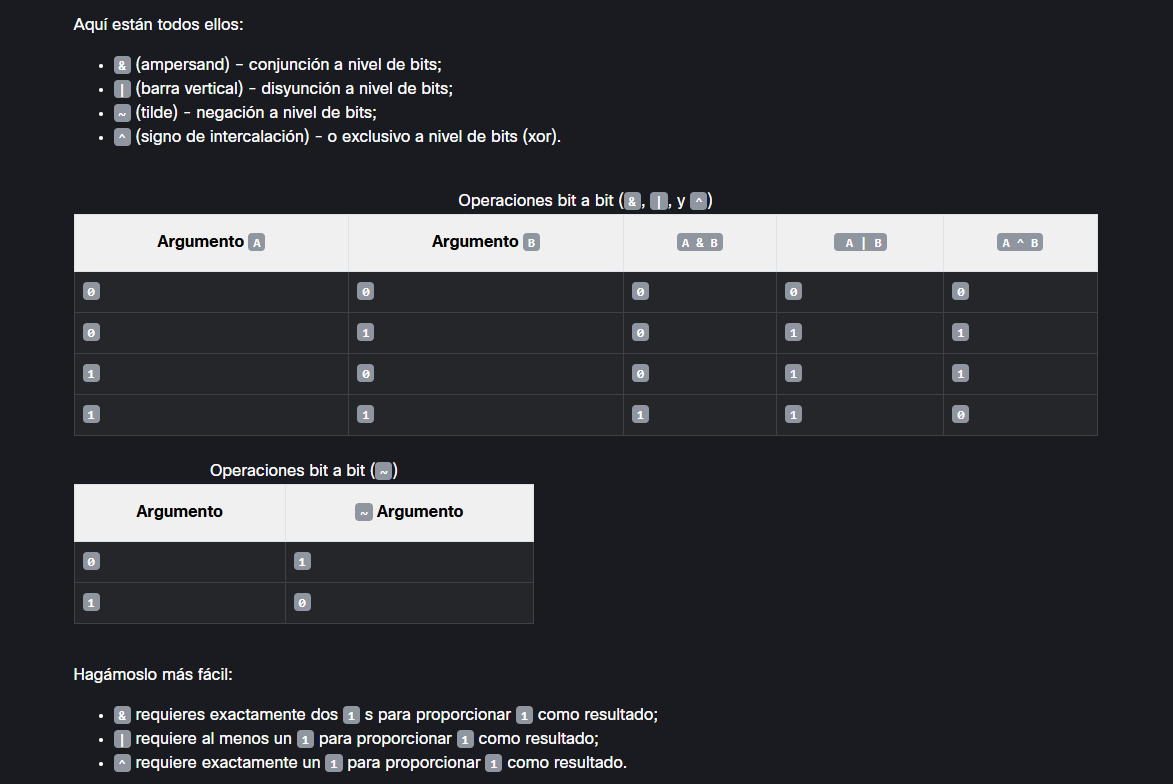 Aquí están todos ellos:
& (ampersand) – conjunción a nivel de bits;
| (barra vertical) – disyunción a nivel de bits;
~ (tilde) – negación a nivel de bits;
^ (signo de intercalación) – o exclusivo a nivel de bits (xor).
Operaciones bit a bit (&, |, y ^)
Argumento A Argumento B A & B A | B A ^ B
0 0 0 0 0
0 1 0 1 1
1 0 0 1 1
1 1 1 1 0
Operaciones bit a bit (~)
Argumento ~ Argumento
0 1
1 0
Hagámoslo más fácil:
& requieres exactamente dos 1 s para proporcionar 1 como resultado;
| requiere al menos un 1 para proporcionar 1 como resultado;
^ requiere exactamente un 1 para proporcionar 1 como resultado.